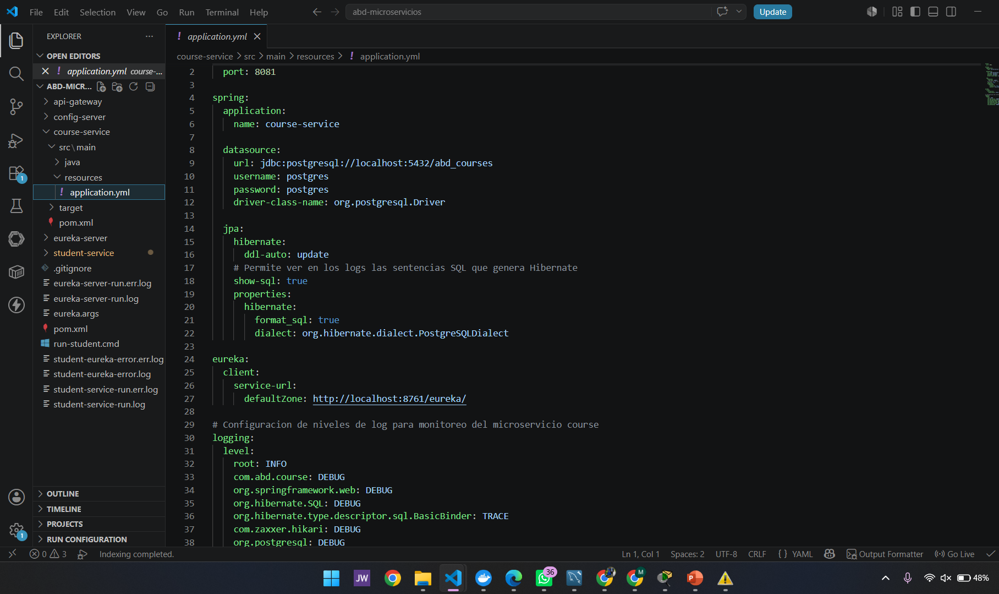 File Edit Selection View Go Run Terminal Help
abd-microservicios
Update
EXPLORER
OPEN EDITORS
application.yml course-...
ABD-MICR...
api-gateway
config-server
course-service
src\main
java
resources
application.yml
target
pom.xml
eureka-server
student-service
.gitignore
eureka-server-run.err.log
eureka-server-run.log
eureka.args
pom.xml
run-student.cmd
student-eureka-error.err.log
student-eureka-error.log
student-service-run.err.log
student-service-run.log
OUTLINE
TIMELINE
PROJECTS
RUN CONFIGURATION
1
1
application.yml
course-service > src > main > resources > ! application.yml
2 port: 8081
3
4 spring:
5 application:
6 name: course-service
7
8 datasource:
9 url: jdbc:postgresql://localhost:5432/abd_courses
10 username: postgres
11 password: postgres
12 driver-class-name: org.postgresql.Driver
13
14 jpa:
15 hibernate:
16 ddl-auto: update
17 # Permite ver en los logs las sentencias SQL que genera Hibernate
18 show-sql: true
19 properties:
20 hibernate:
21 format_sql: true
22 dialect: org.hibernate.dialect.PostgreSQLDialect
23
24 eureka:
25 client:
26 service-url:
27 defaultZone: http://localhost:8761/eureka/
28
29 # Configuracion de niveles de log para monitoreo del microservicio course
30 logging:
31 level:
32 root: INFO
33 com.abd.course: DEBUG
34 org.springframework.web: DEBUG
35 org.hibernate.SQL: DEBUG
36 org.hibernate.type.descriptor.sql.BasicBinder: TRACE
37 com.zaxxer.hikari: DEBUG
38 org.postgresql: DEBUG
0 3 Indexing completed.
Ln 1, Col 1 Spaces: 2 UTF-8 CRLF {} YAML Output Formatter Go Live
JW
36
M
P
48%